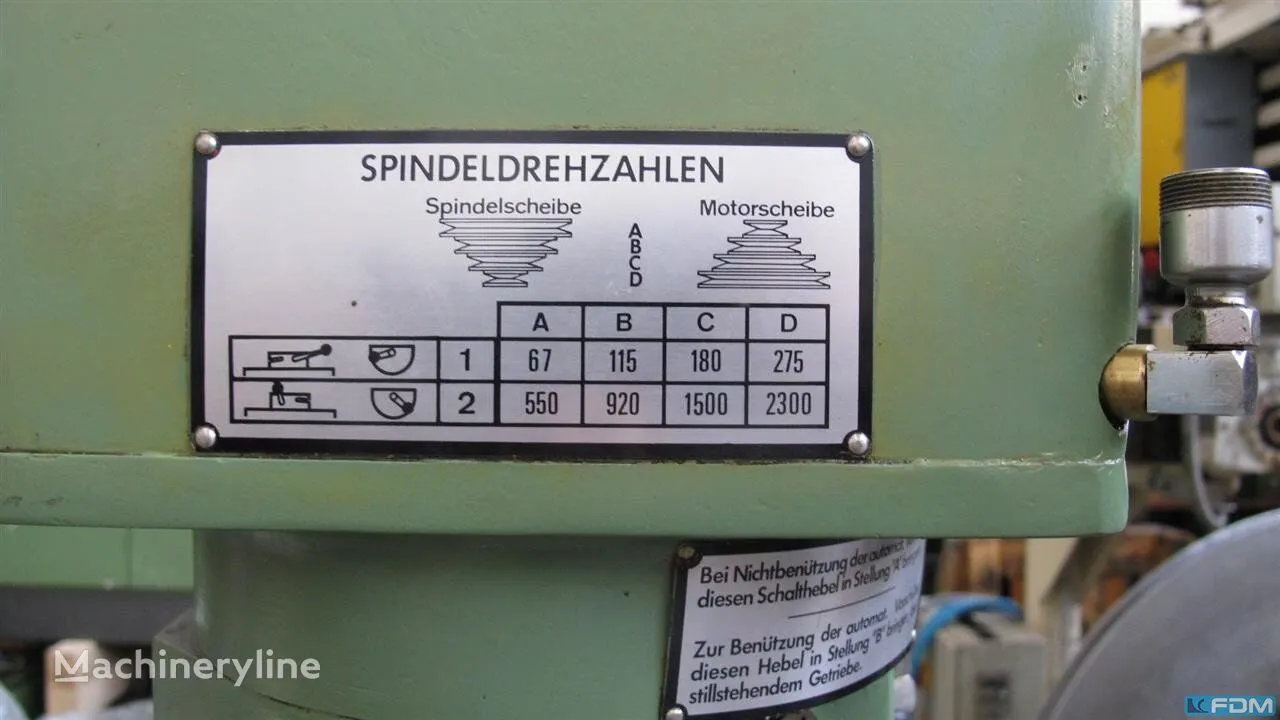 SPINDELDREHZAHLEN
Spindelscheibe
Motorscheibe
A
B
C
D
A B C D
1 67 115 180 275
2 550 920 1500 2300
Bei Nichtbenützung der automat.
diesen Schalthebel in Stellung "A" bringen
Zur Benützung der automat.
diesen Hebel in Stellung "B" bringen
stillstehendem Getriebe.
Machineryline
FDM